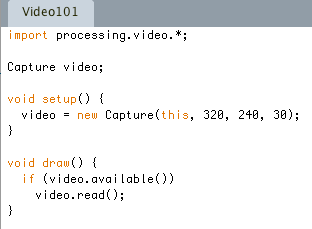 Video101
import processing.video.*;
Capture video;
void setup() {
  video = new Capture(this, 320, 240, 30);
}
void draw() {
  if (video.available())
    video.read();
}